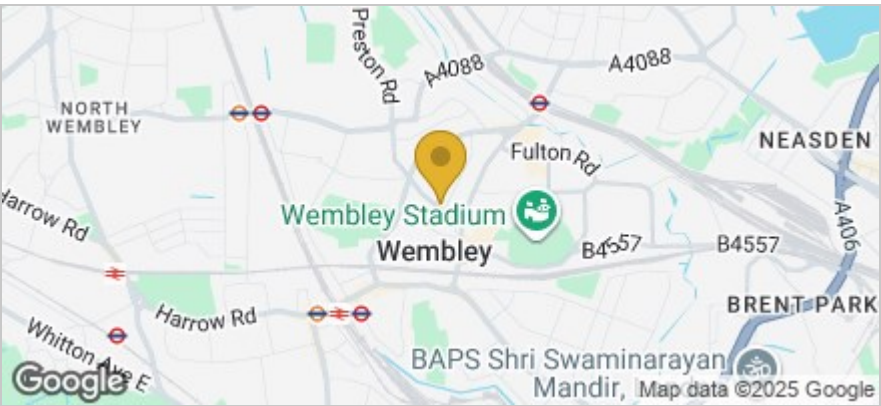 Preston Rd
A4088
A4088
NORTH
WEMBLEY
Fulton Rd
NEASDEN
Harrow Rd
Wembley Stadium
Wembley
B4557
B4557
A406
BRENT PARK
Harrow Rd
Whitton Ave E
BAPS Shri Swaminarayan
Mandir,
Google
Map data ©2025 Google